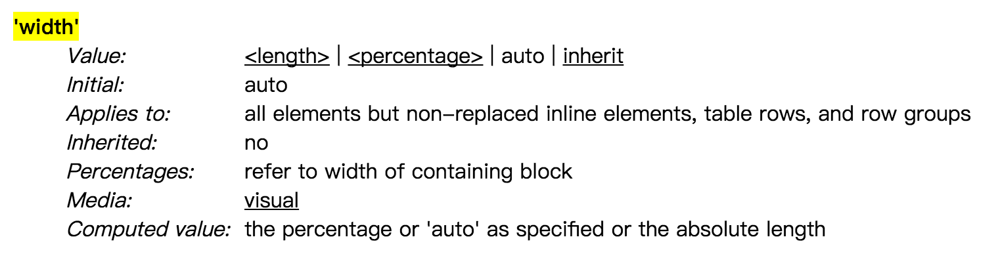 'width'
Value: <length> | <percentage> | auto | inherit
Initial: auto
Applies to: all elements but non–replaced inline elements, table rows, and row groups
Inherited: no
Percentages: refer to width of containing block
Media: visual
Computed value: the percentage or 'auto' as specified or the absolute length